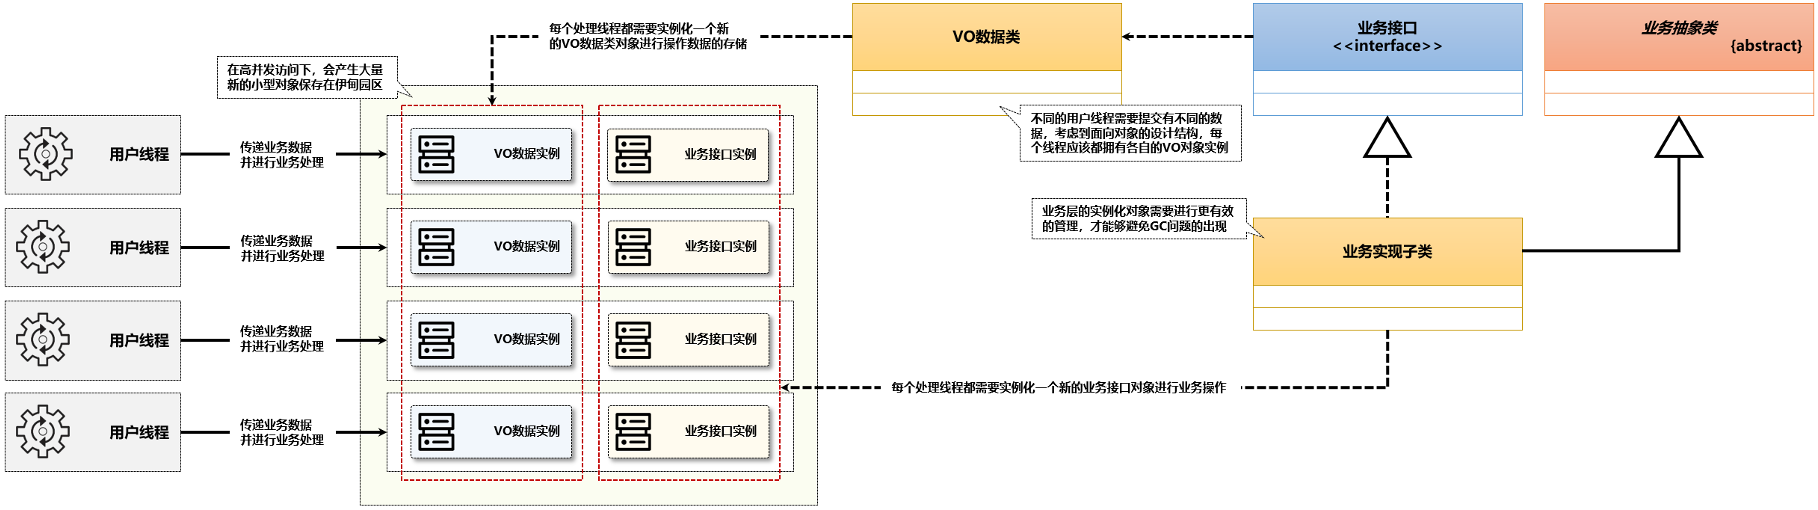 每个处理线程都需要实例化一个新
的VO数据类对象进行操作数据的存储
VO数据类
业务接口
<<interface>>
业务抽象类
{abstract}
在高并发访问下，会产生大量
新的小型对象保存在伊甸园区
不同的用户线程需要提交有不同的数
据，考虑到面向对象的设计结构，每
个线程应该都拥有各自的VO对象实例
用户线程
传递业务数据
并进行业务处理
VO数据实例
业务接口实例
业务层的实例化对象需要进行更有效
的管理，才能够避免GC问题的出现
用户线程
传递业务数据
并进行业务处理
VO数据实例
业务接口实例
业务实现子类
用户线程
传递业务数据
并进行业务处理
VO数据实例
业务接口实例
每个处理线程都需要实例化一个新的业务接口对象进行业务操作
用户线程
传递业务数据
并进行业务处理
VO数据实例
业务接口实例